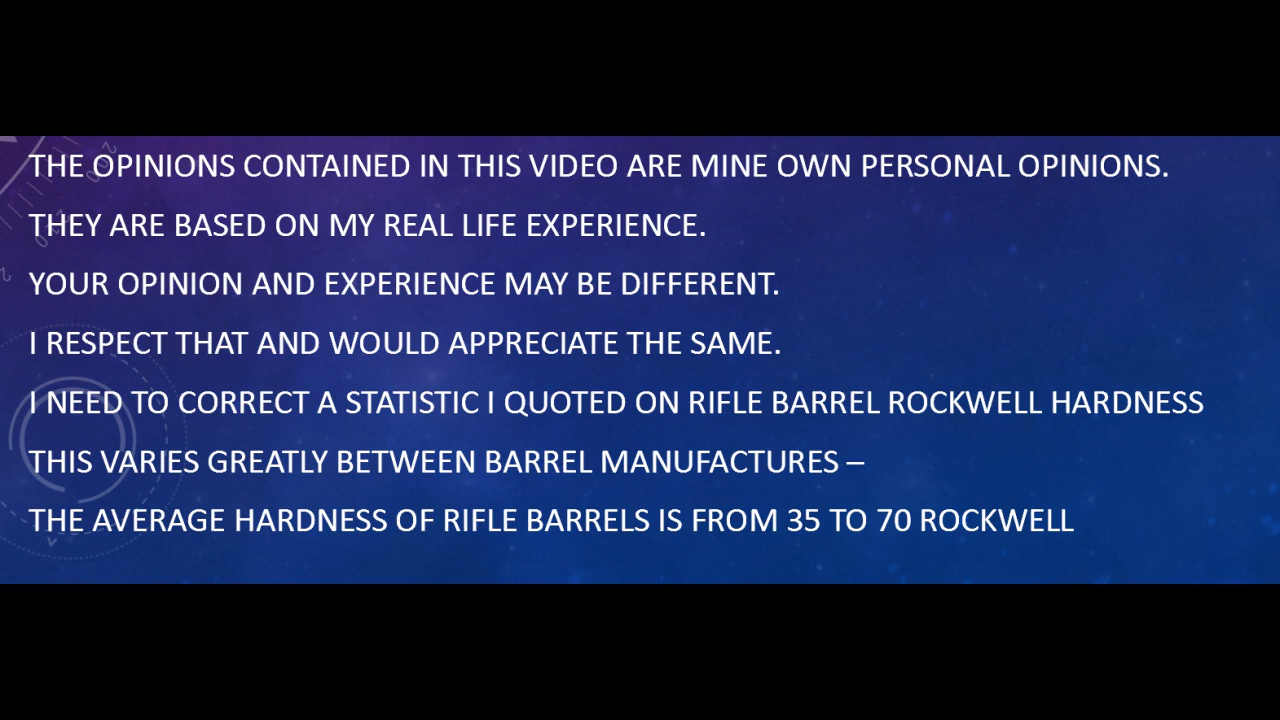 THE OPINIONS CONTAINED IN THIS VIDEO ARE MINE OWN PERSONAL OPINIONS.
THEY ARE BASED ON MY REAL LIFE EXPERIENCE.
YOUR OPINION AND EXPERIENCE MAY BE DIFFERENT.
I RESPECT THAT AND WOULD APPRECIATE THE SAME.
I NEED TO CORRECT A STATISTIC I QUOTED ON RIFLE BARREL ROCKWELL HARDNESS
THIS VARIES GREATLY BETWEEN BARREL MANUFACTURES –
THE AVERAGE HARDNESS OF RIFLE BARRELS IS FROM 35 TO 70 ROCKWELL